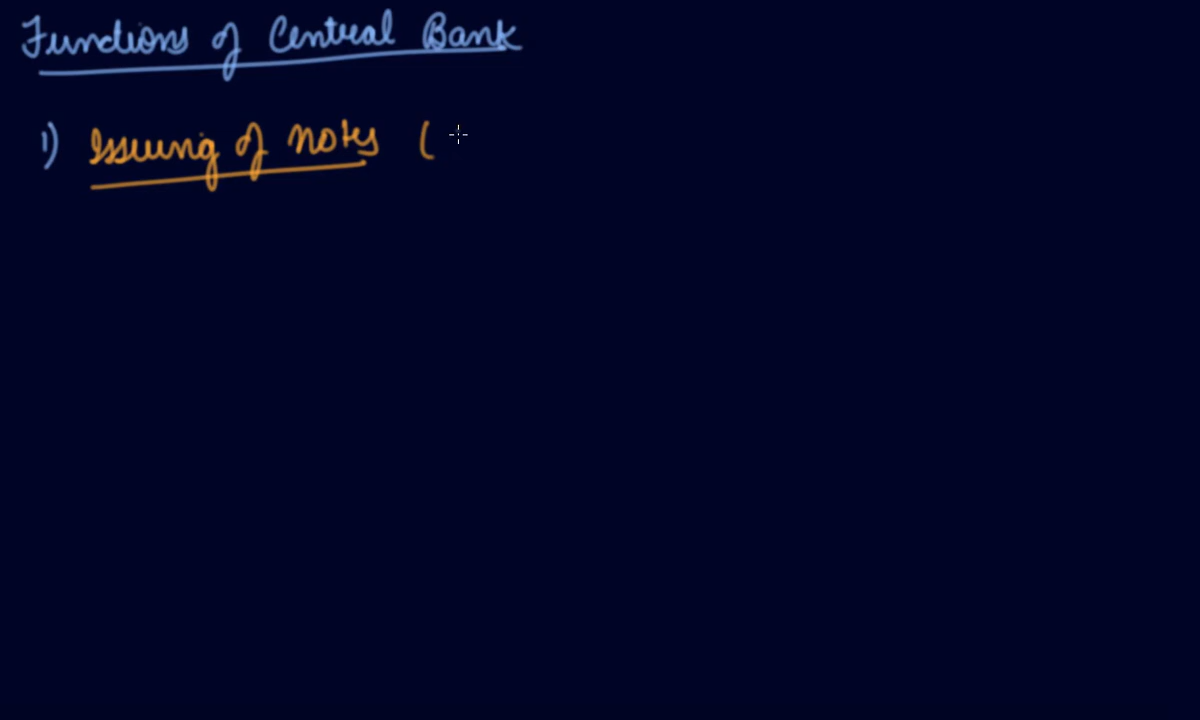 Functions of Central Bank
1) Issuing of Notes (